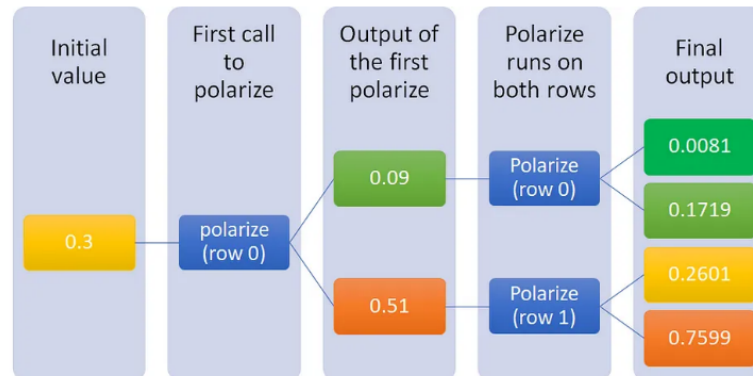 Initial
value
First call
to
polarize
Output of
the first
polarize
Polarize
runs on
both rows
Final
output
0.3
polarize
(row 0)
0.09
0.51
Polarize
(row 0)
Polarize
(row 1)
0.0081
0.1719
0.2601
0.7599